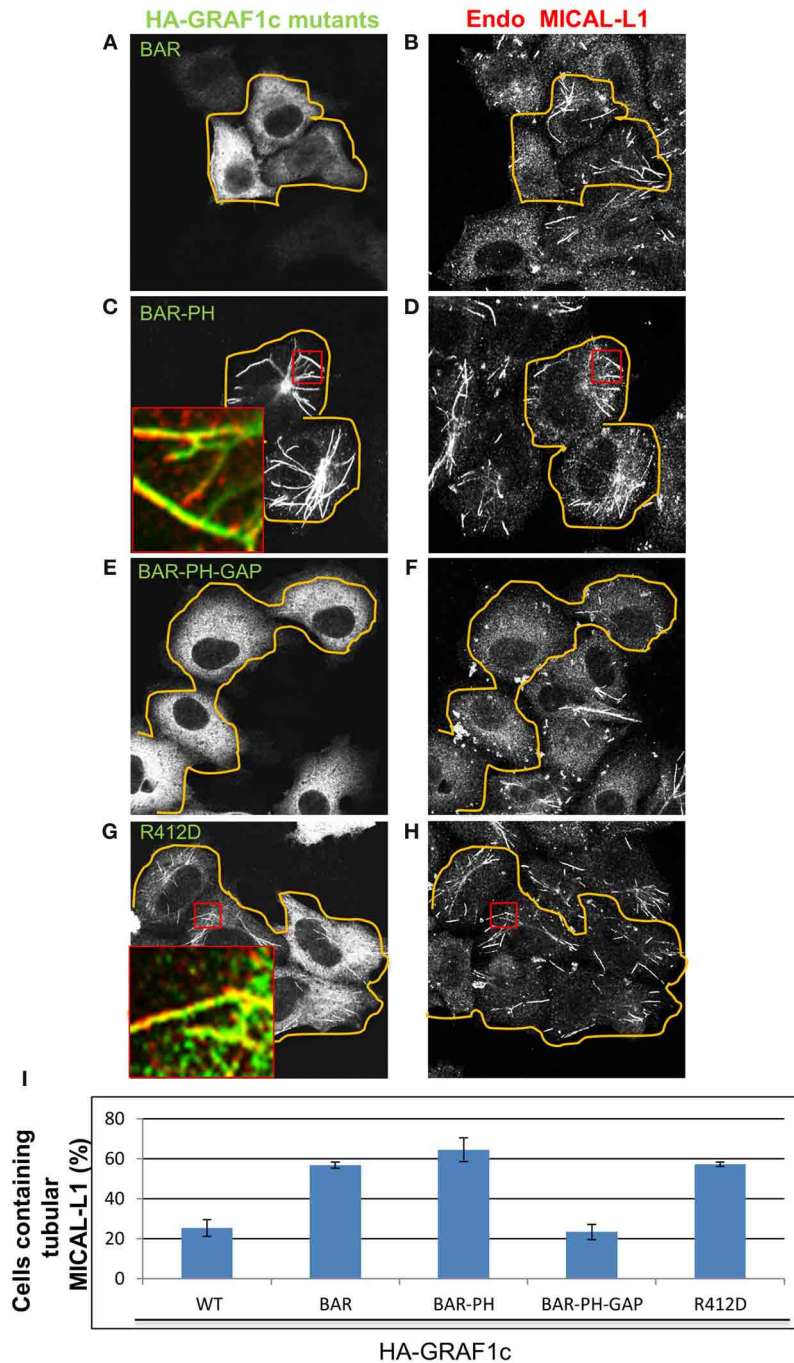 HA-GRAF1c mutants
Endo MICAL-L1
A
BAR
B
C
BAR-PH
D
E
BAR-PH-GAP
F
G
R412D
H
I
Cells containing
tubular
MICAL-L1 (%)
80
60
40
20
0
WT BAR BAR-PH BAR-PH-GAP R412D
HA-GRAF1c